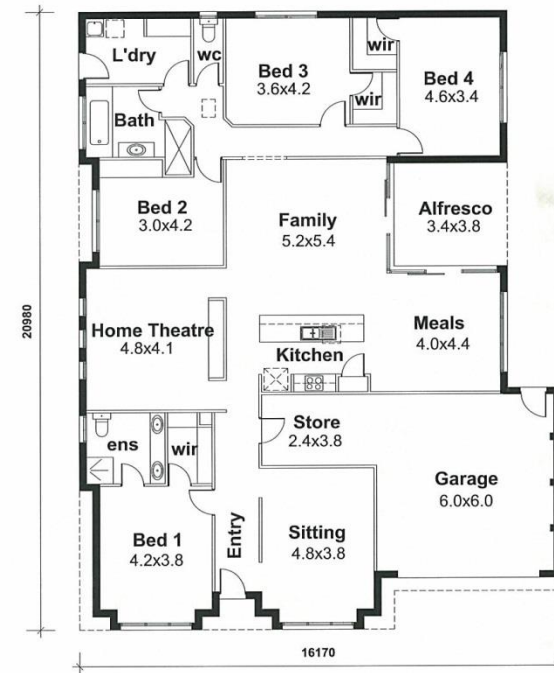 L'dry
wc
wir
Bed 3
3.6x4.2
Bed 4
4.6x3.4
wir
Bath
Bed 2
3.0x4.2
Family
5.2x5.4
Alfresco
3.4x3.8
20980
Home Theatre
4.8x4.1
Meals
4.0x4.4
Kitchen
Store
2.4x3.8
ens
wir
Garage
6.0x6.0
Bed 1
4.2x3.8
Entry
Sitting
4.8x3.8
16170